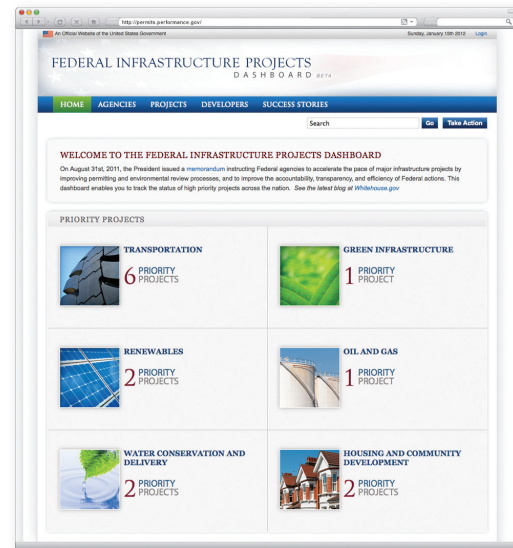 http://permits.performance.gov/
An Official Website of the United States Government
Sunday, January 15th 2012 Login
FEDERAL INFRASTRUCTURE PROJECTS
DASHBOARD BETA
HOME AGENCIES PROJECTS DEVELOPERS SUCCESS STORIES
Search Go Take Action
WELCOME TO THE FEDERAL INFRASTRUCTURE PROJECTS DASHBOARD
On August 31st, 2011, the President issued a memorandum instructing Federal agencies to accelerate the pace of major infrastructure projects by
improving permitting and environmental review processes, and to improve the accountability, transparency, and efficiency of Federal actions. This
dashboard enables you to track the status of high priority projects across the nation. See the latest blog at Whitehouse.gov
PRIORITY PROJECTS
TRANSPORTATION
6 PRIORITY
PROJECTS
GREEN INFRASTRUCTURE
1 PRIORITY
PROJECT
RENEWABLES
2 PRIORITY
PROJECTS
OIL AND GAS
1 PRIORITY
PROJECT
WATER CONSERVATION AND
DELIVERY
2 PRIORITY
PROJECTS
HOUSING AND COMMUNITY
DEVELOPMENT
2 PRIORITY
PROJECTS